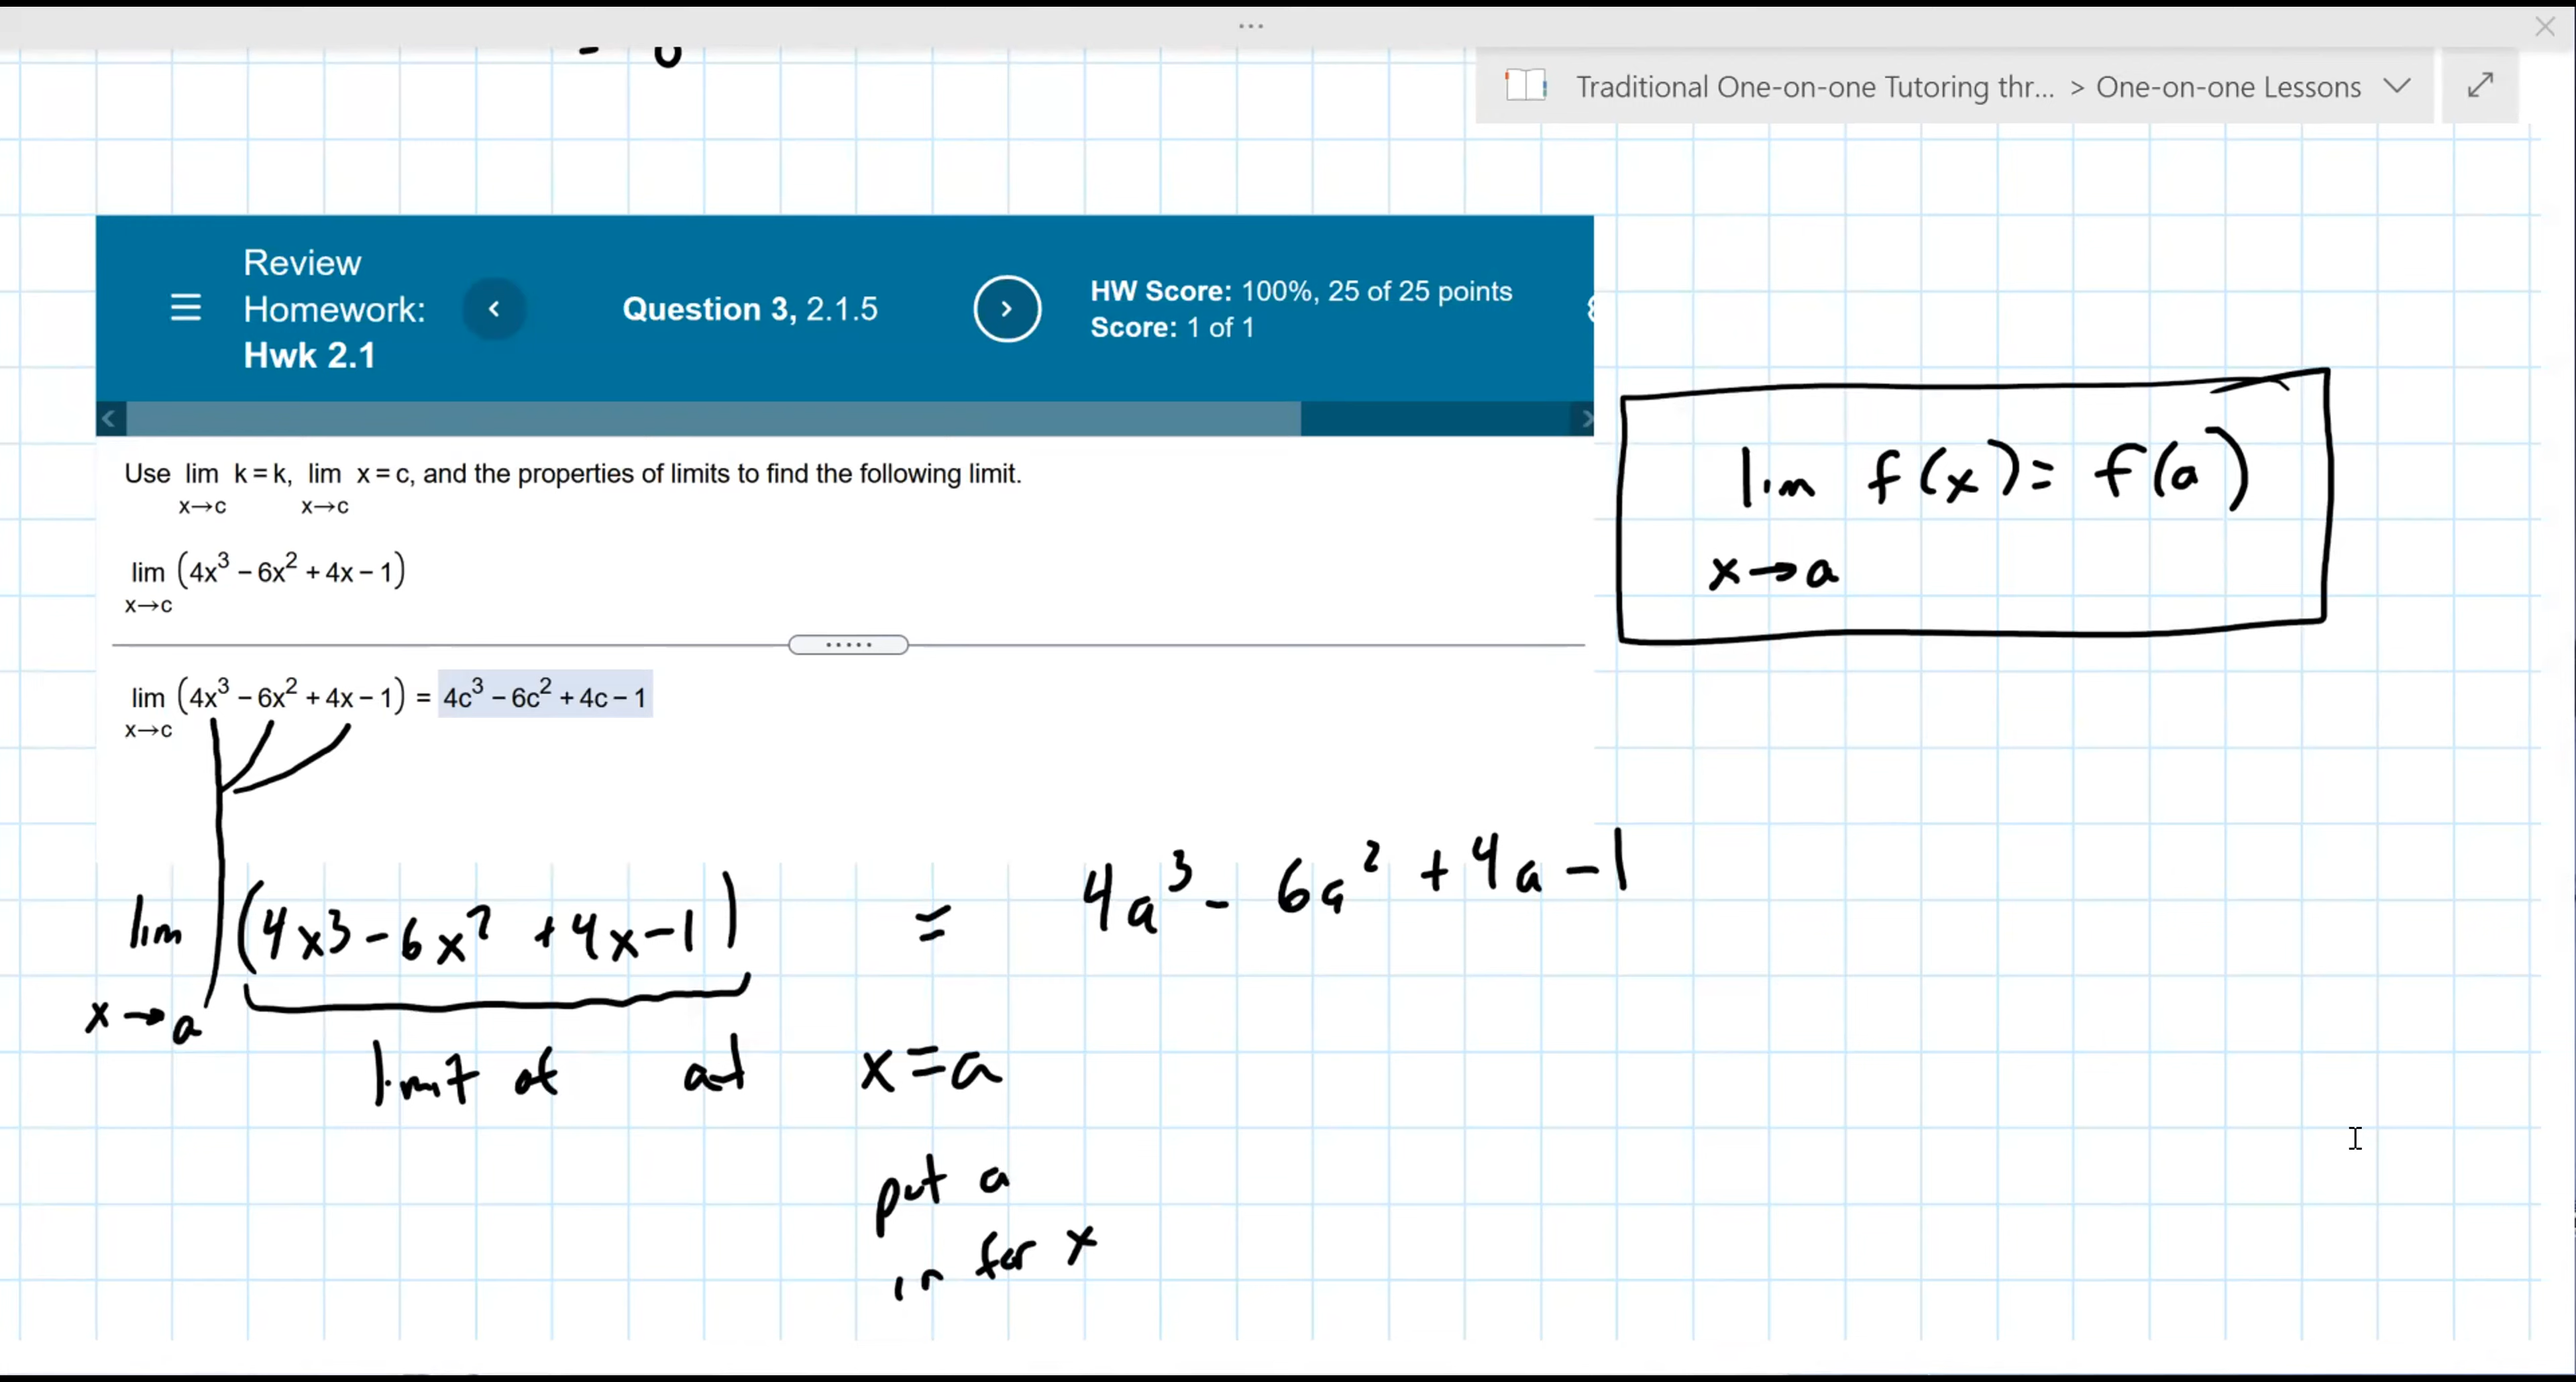 = 0
Traditional One-on-one Tutoring thr... > One-on-one Lessons
Review
Homework:
Hwk 2.1
Question 3, 2.1.5
HW Score: 100%, 25 of 25 points
Score: 1 of 1
Use lim k = k, lim x = c, and the properties of limits to find the following limit.
x→c x→c
lim (4x³ − 6x² + 4x − 1)
x→c
lim (4x³ − 6x² + 4x − 1) = 4c³ − 6c² + 4c − 1
x→c
lim f(x) = f(a)
x→a
lim (4x3 − 6x² + 4x − 1) = 4a³ − 6a² + 4a − 1
x→a
limit of at x = a
put a
in for x